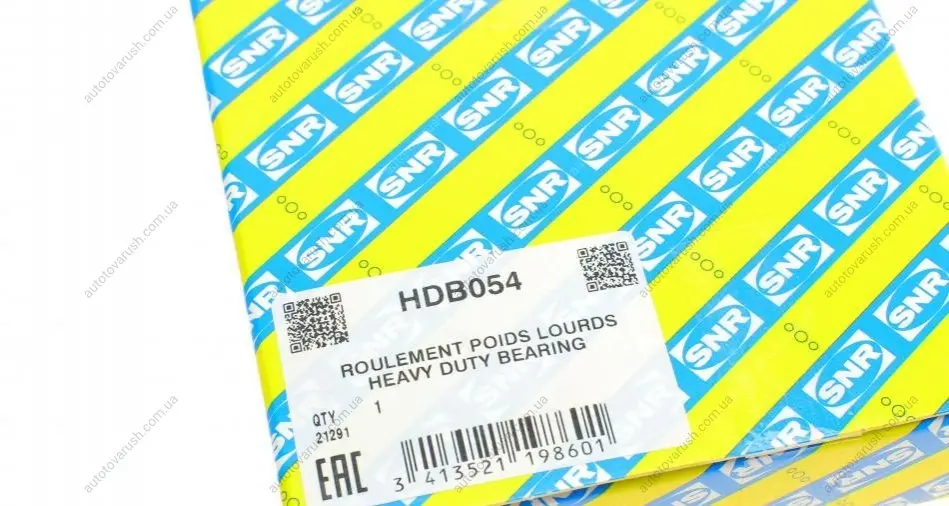 SNR
HDB054
ROULEMENT POIDS LOURDS
HEAVY DUTY BEARING
QTY 1
21291
EAC
3 413521 198601
autotovarush.com.ua